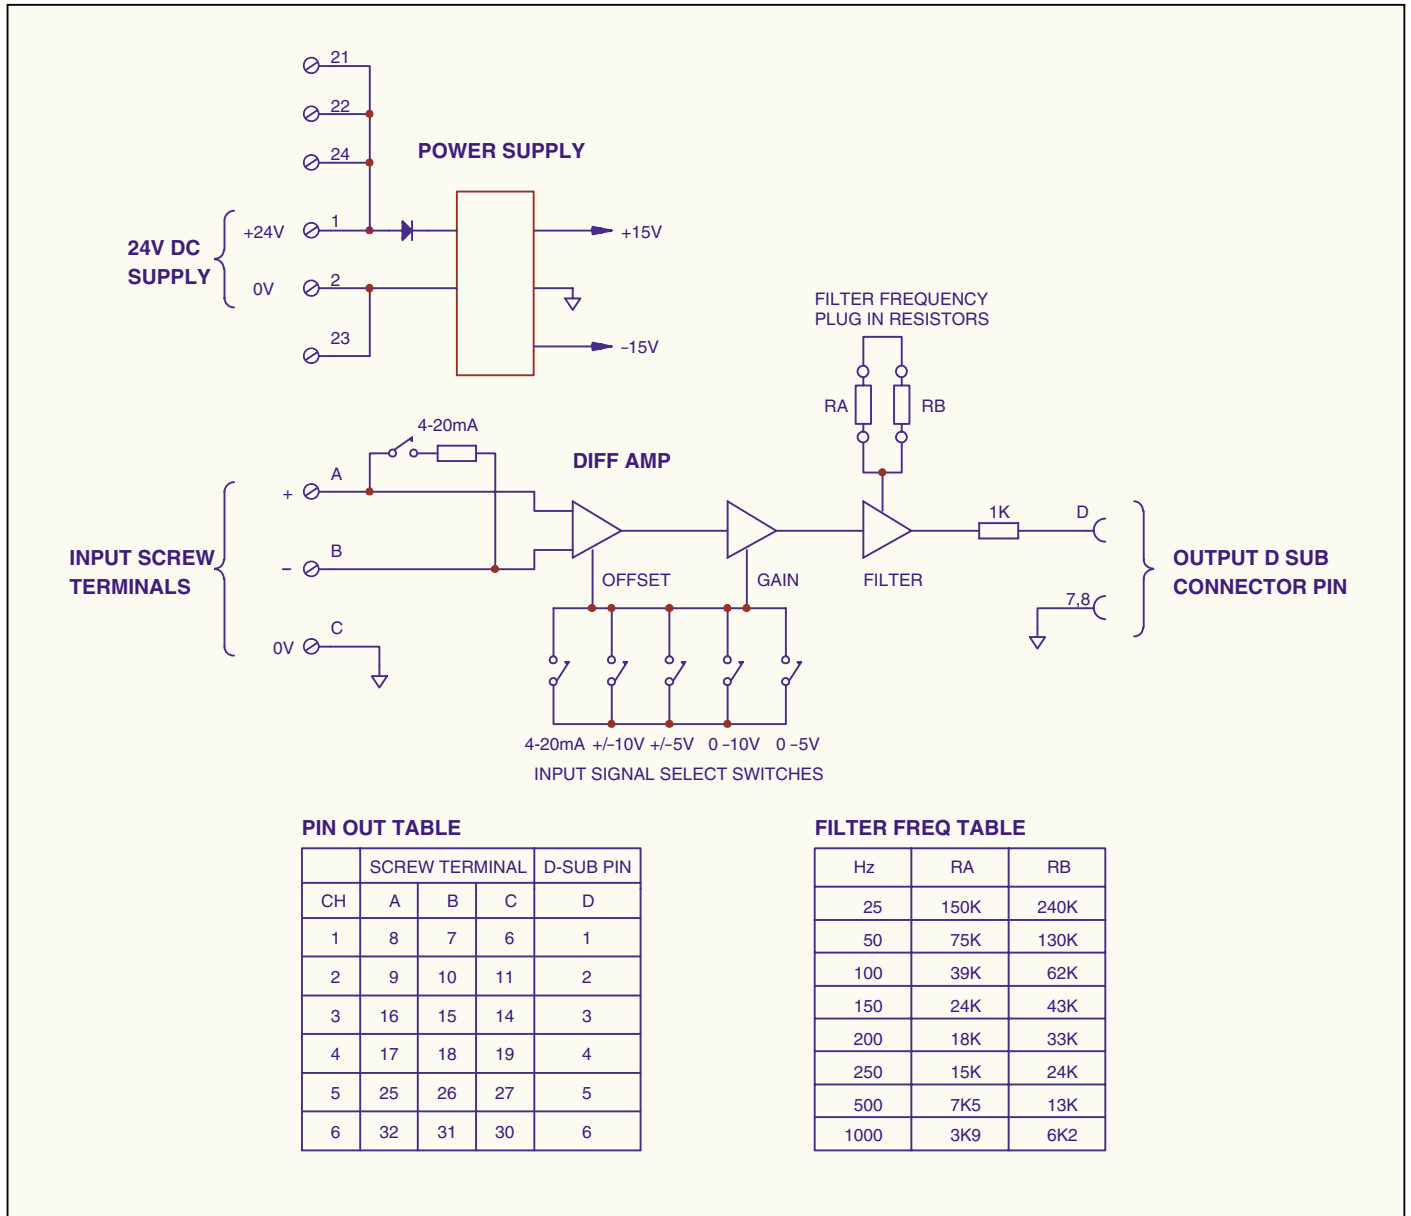 21
22
24
POWER SUPPLY
24V DC
SUPPLY
+24V
1
+15V
0V
2
23
–15V
FILTER FREQUENCY
PLUG IN RESISTORS
RA
RB
4-20mA
DIFF AMP
INPUT SCREW
TERMINALS
+
A
–
B
0V
C
OFFSET
GAIN
FILTER
1K
D
7,8
OUTPUT D SUB
CONNECTOR PIN
4-20mA +/–10V +/–5V 0 –10V 0 –5V
INPUT SIGNAL SELECT SWITCHES
PIN OUT TABLE
SCREW TERMINAL D-SUB PIN
CH A B C D
1 8 7 6 1
2 9 10 11 2
3 16 15 14 3
4 17 18 19 4
5 25 26 27 5
6 32 31 30 6
FILTER FREQ TABLE
Hz RA RB
25 150K 240K
50 75K 130K
100 39K 62K
150 24K 43K
200 18K 33K
250 15K 24K
500 7K5 13K
1000 3K9 6K2